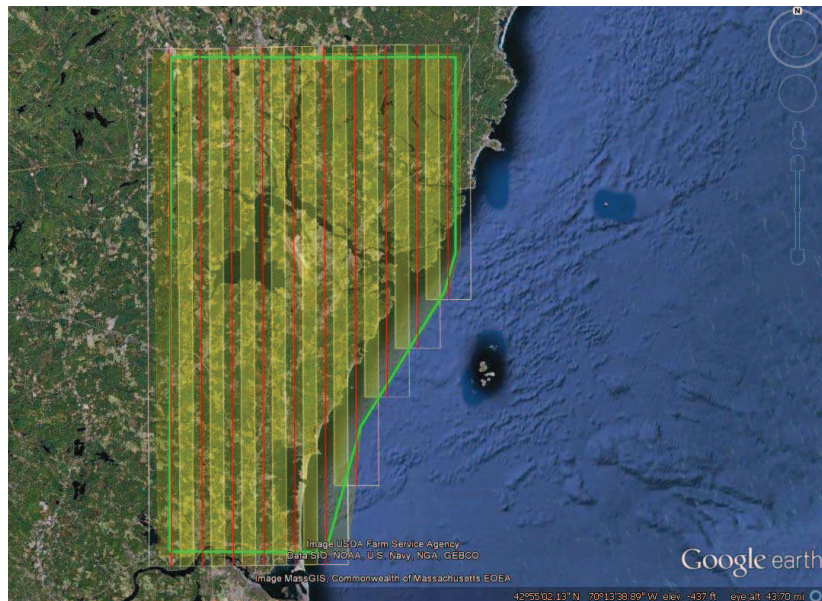 N
Image USDA Farm Service Agency
Data SIO, NOAA, U.S. Navy, NGA, GEBCO
Image MassGIS, Commonwealth of Massachusetts EOEA
Google earth
42°55'02.13" N 70°13'38.89" W elev -437 ft eye alt 43.70 mi